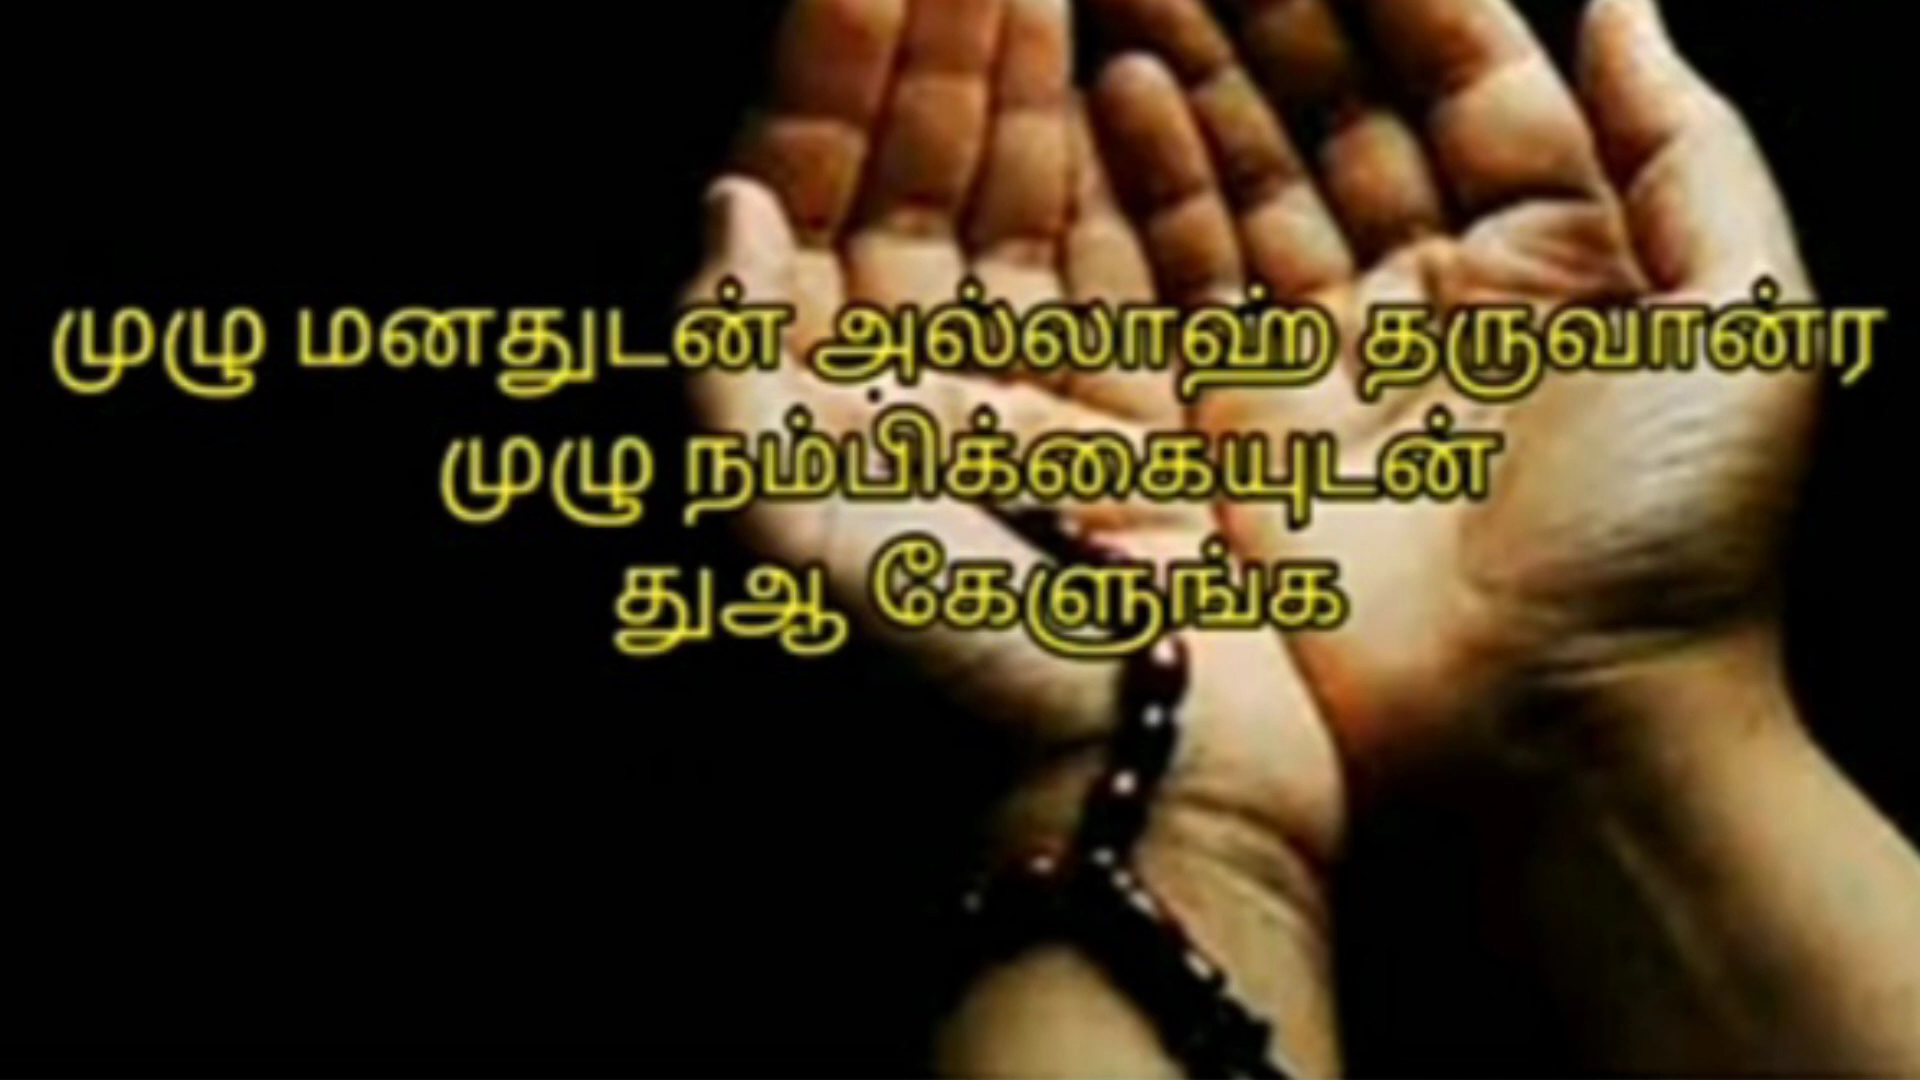 முழு மனதுடன் அல்லாஹ் தருவான்ர
முழு நம்பிக்கையுடன்
துஆ கேளுங்க